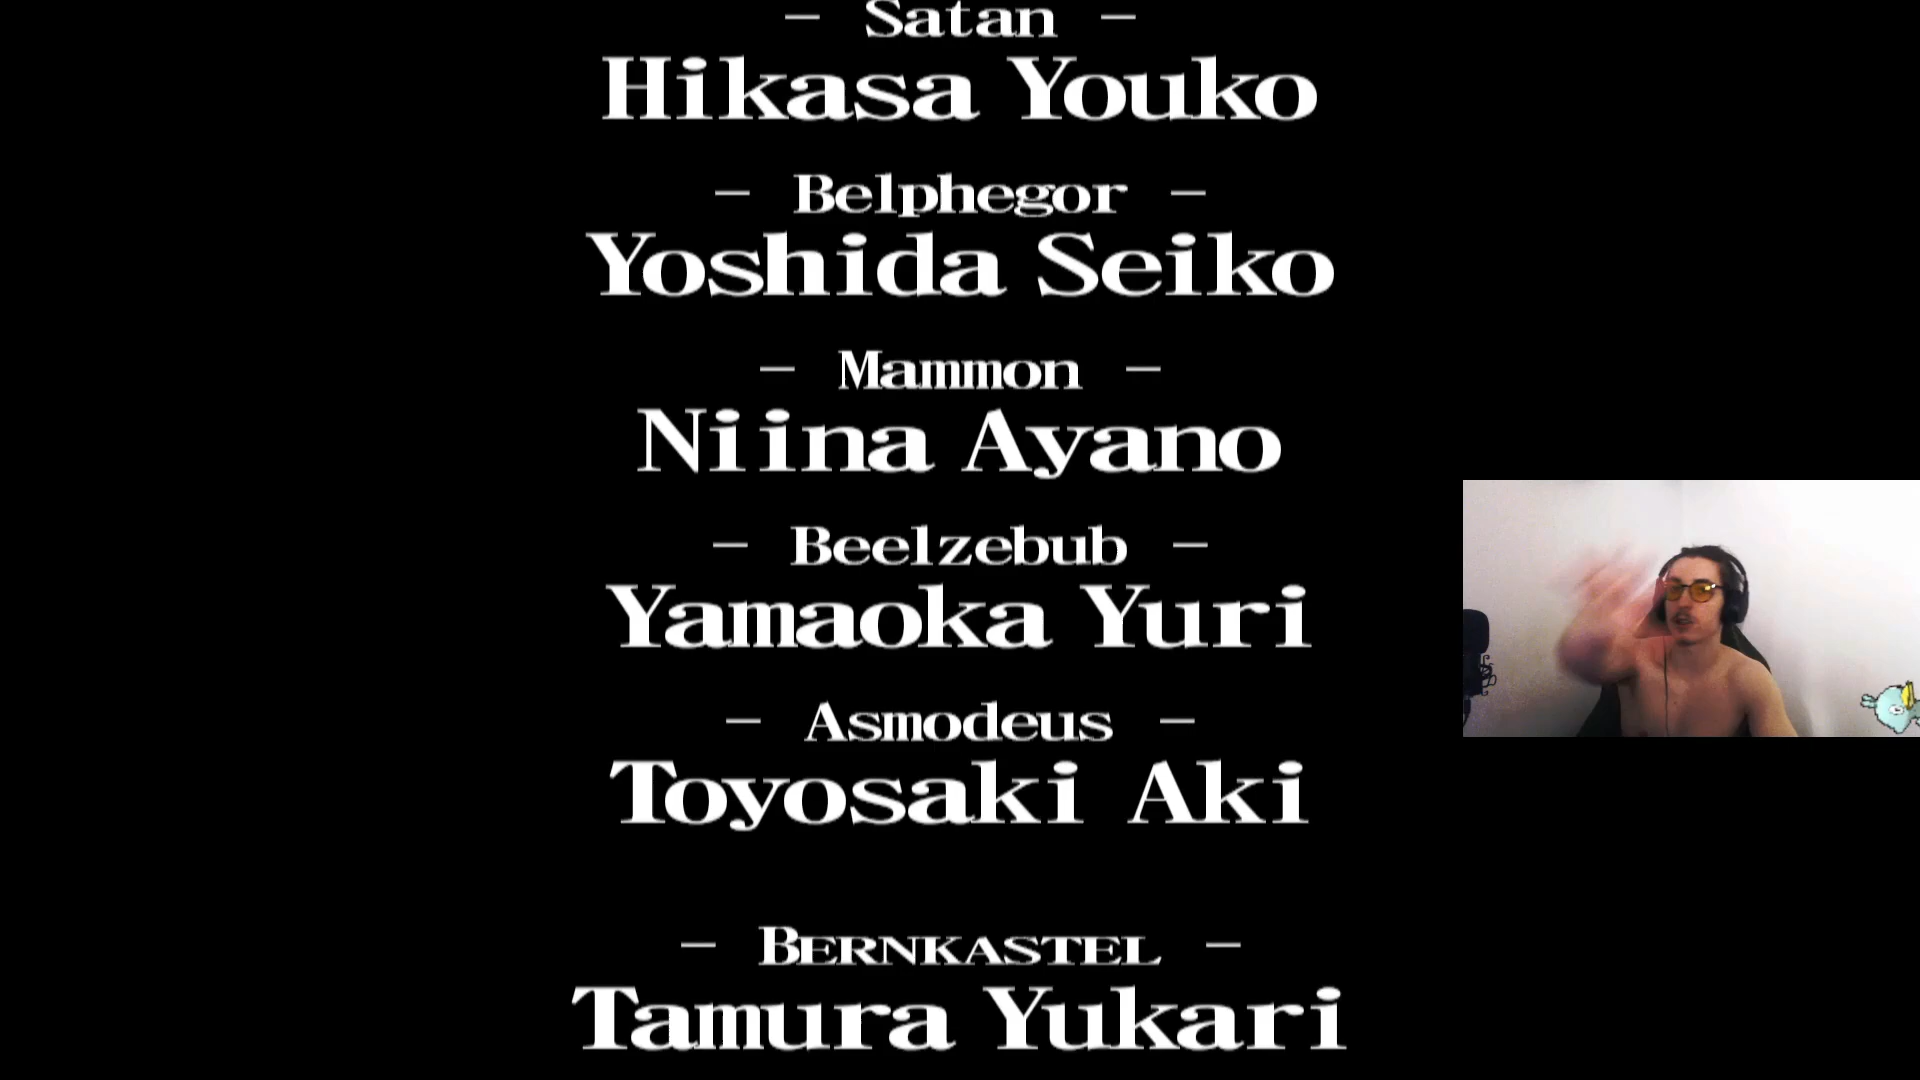 - Satan -
Hikasa Youko
- Belphegor -
Yoshida Seiko
- Mammon -
Niina Ayano
- Beelzebub -
Yamaoka Yuri
- Asmodeus -
Toyosaki Aki
- BERNKASTEL -
Tamura Yukari